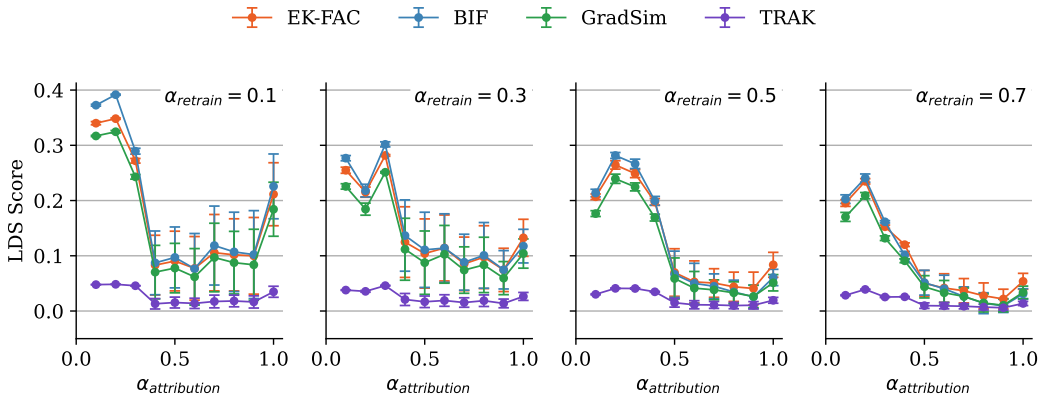 EK-FAC BIF GradSim TRAK
α_retrain = 0.1 α_retrain = 0.3 α_retrain = 0.5 α_retrain = 0.7
LDS Score
0.4
0.3
0.2
0.1
0.0
0.0 0.5 1.0 0.0 0.5 1.0 0.0 0.5 1.0 0.0 0.5 1.0
α_attribution α_attribution α_attribution α_attribution